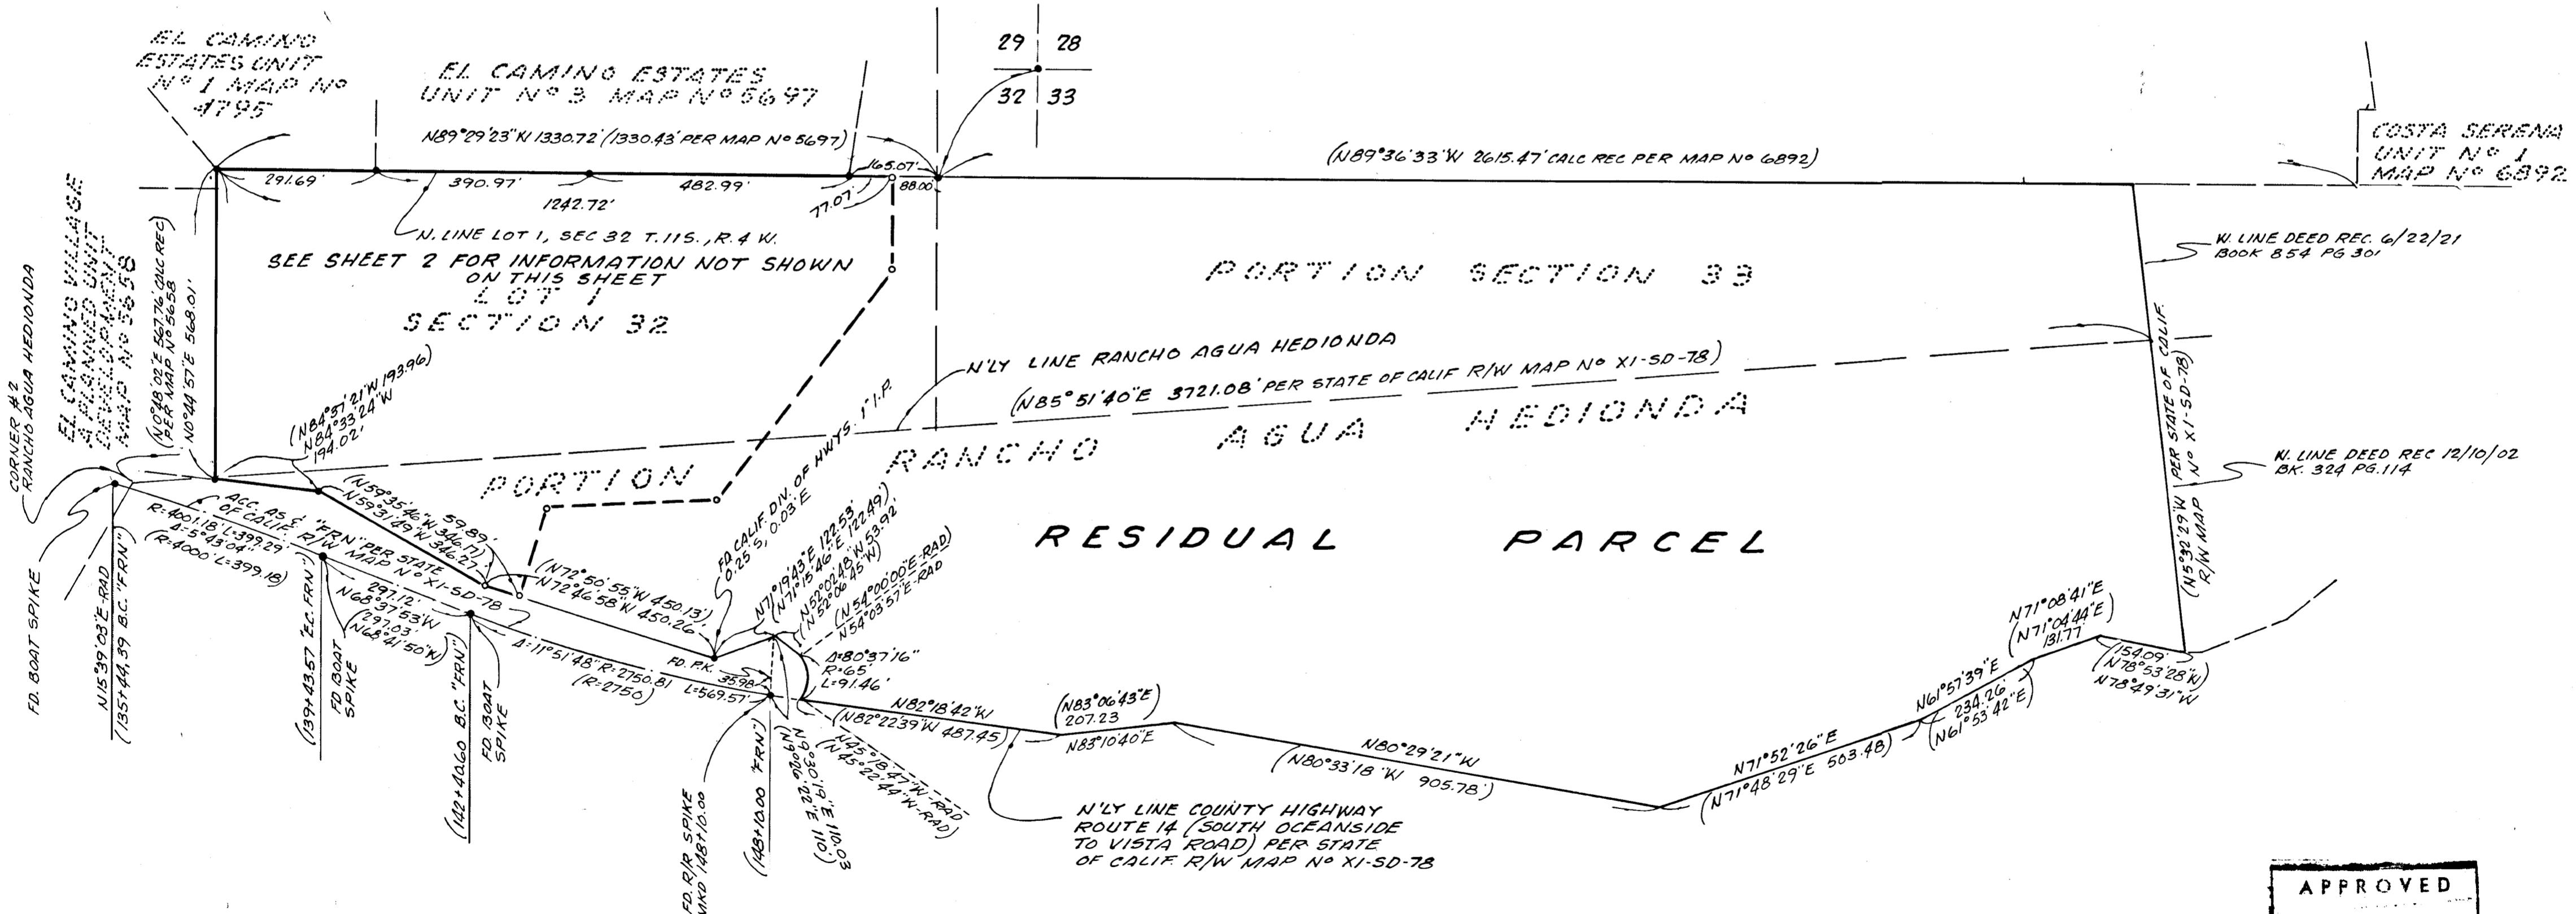 EL CAMINO
ESTATES UNIT
Nº 1 MAP Nº
4795
EL CAMINO ESTATES
UNIT Nº 3 MAP Nº 5697
N89°29'23"W 1330.72' (1330.43' PER MAP Nº 5697)
29 28
32 33
(N89°36'33"W 2615.47' CALC REC PER MAP Nº 6892)
COSTA SERENA
UNIT Nº 1
MAP Nº 6892
291.69'
390.97'
482.99'
165.07'
88.00'
77.07'
1242.72'
N. LINE LOT 1, SEC 32 T.11S., R.4 W.
SEE SHEET 2 FOR INFORMATION NOT SHOWN
ON THIS SHEET
LOT 1
SECTION 32
PORTION SECTION 33
W. LINE DEED REC. 6/22/21
BOOK 854 PG 301
EL CAMINO VILLAGE
A PLANNED UNIT
DEVELOPMENT
MAP Nº 5658
(N0°48'02"E 567.76' CALC REC)
(PER MAP Nº 5658
N0°44'57"E 568.01'
CORNER #2
RANCHO AGUA HEDIONDA
N'LY LINE RANCHO AGUA HEDIONDA
(N85°51'40"E 3721.08' PER STATE OF CALIF R/W MAP Nº XI-SD-78)
PORTION RANCHO AGUA HEDIONDA
(N5°32'29"W PER STATE OF CALIF.
R/W MAP Nº XI-SD-78)
W. LINE DEED REC 12/10/02
BK. 324 PG.114
RESIDUAL PARCEL
(N84°37'21"W 193.96)
N84°33'24"W
194.02'
(N59°35'46"W 346.17)
N59°31'49"W 346.27'
59.89'
ACC. AS ¢ "FRN" PER STATE
OF CALIF. R/W MAP Nº XI-SD-78
R=4001.18' L=399.29'
Δ=5°43'04"
(R=4000' L=399.18)
FD. BOAT SPIKE
N15°39'03"E-RAD
(135+44.39 B.C. "FRN")
(139+43.57 "E.C. FRN")
FD BOAT
SPIKE
297.12'
N68°37'53"W
(297.03'
(N68°41'50"W)
(142+40.60 B.C. "FRN")
FD. BOAT
SPIKE
(N72°50'55"W 450.13')
N72°46'58"W 450.26'
Δ=11°51'48" R=2750.81 L=569.57'
(R=2750)
FD CALIF. DIV. OF HWYS. 1" I.P.
0.25'S, 0.03'E
N71°19'43"E 122.53'
(N71°15'46"E 122.49')
N52°02'48"W 53.92'
(N52°06'45"W)
(N54°00'00"E-RAD)
N54°03'57"E-RAD
FD. P.K.
35.98'
Δ=80°37'16"
R=65'
L=91.46'
FD. R/R SPIKE
MKD 148+10.00
(148+10.00 "FRN")
N9°30'19"E 110.03
(N9°26'22"E 110')
N45°18'47"W-RAD
(N45°22'44"W-RAD)
N82°18'42"W
(N82°22'39"W 487.45)
(N83°06'43"E)
207.23
N83°10'40"E
N80°29'21"W
(N80°33'18"W 905.78')
N71°52'26"E
(N71°48'29"E 503.48)
N61°57'39"E
234.26'
(N61°53'42"E)
N71°08'41"E
(N71°04'44"E
131.77'
154.09'
(N78°53'28"W)
N78°49'31"W
N'LY LINE COUNTY HIGHWAY
ROUTE 14 (SOUTH OCEANSIDE
TO VISTA ROAD) PER STATE
OF CALIF. R/W MAP Nº XI-SD-78
APPROVED